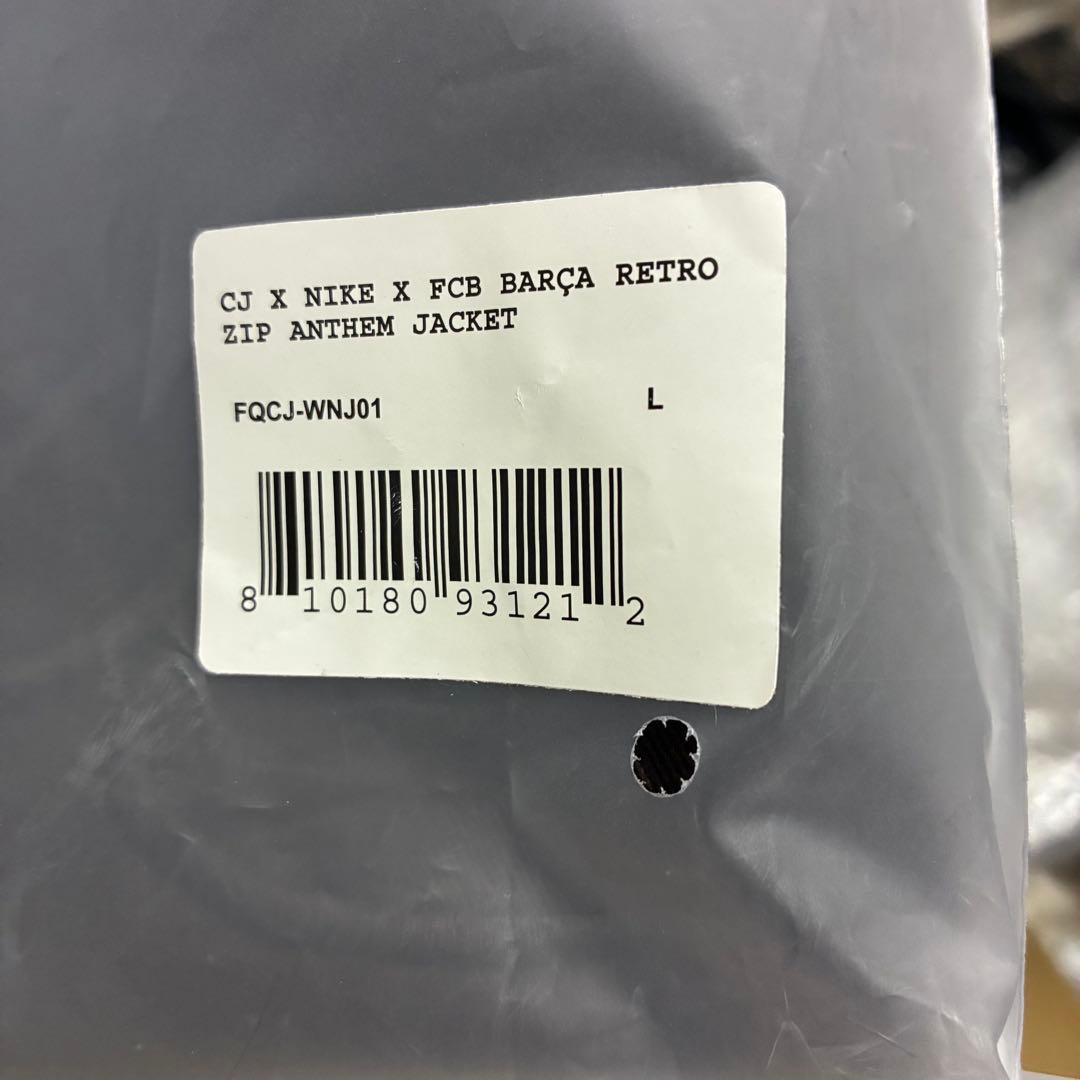 CJ X NIKE X FCB BARÇA RETRO
ZIP ANTHEM JACKET
FQCJ-WNJ01 L
8 10180 93121 2